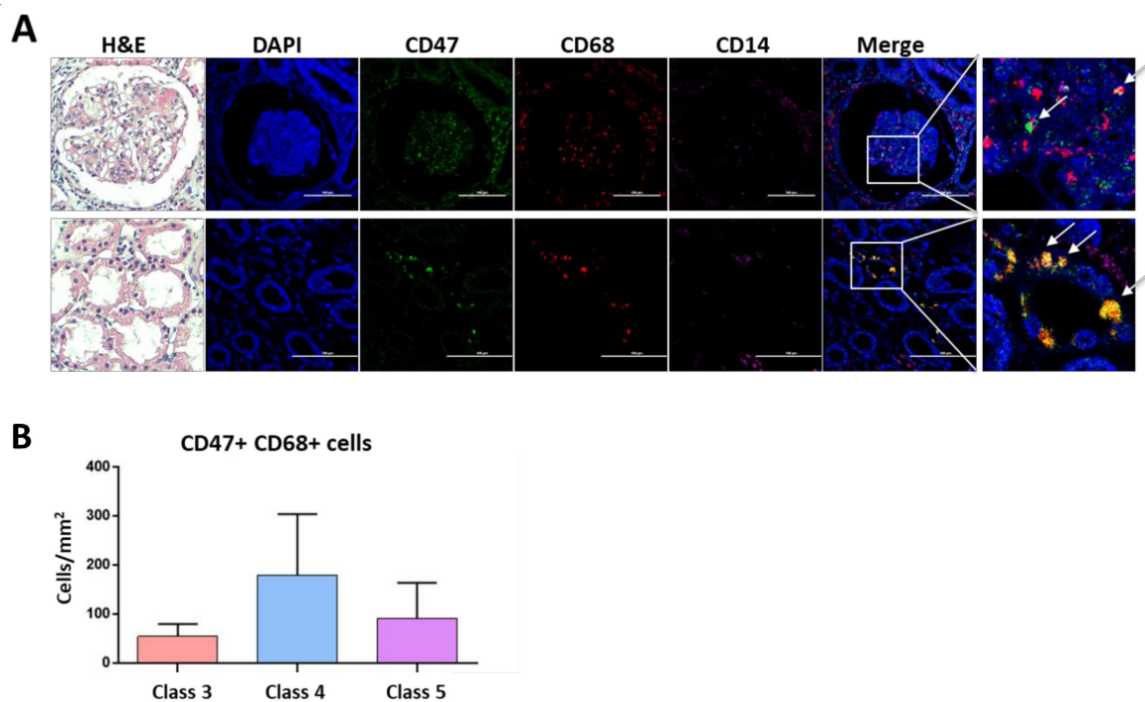 A
H&E DAPI CD47 CD68 CD14 Merge
B
CD47+ CD68+ cells
Cells/mm²
400
300
200
100
0
Class 3 Class 4 Class 5